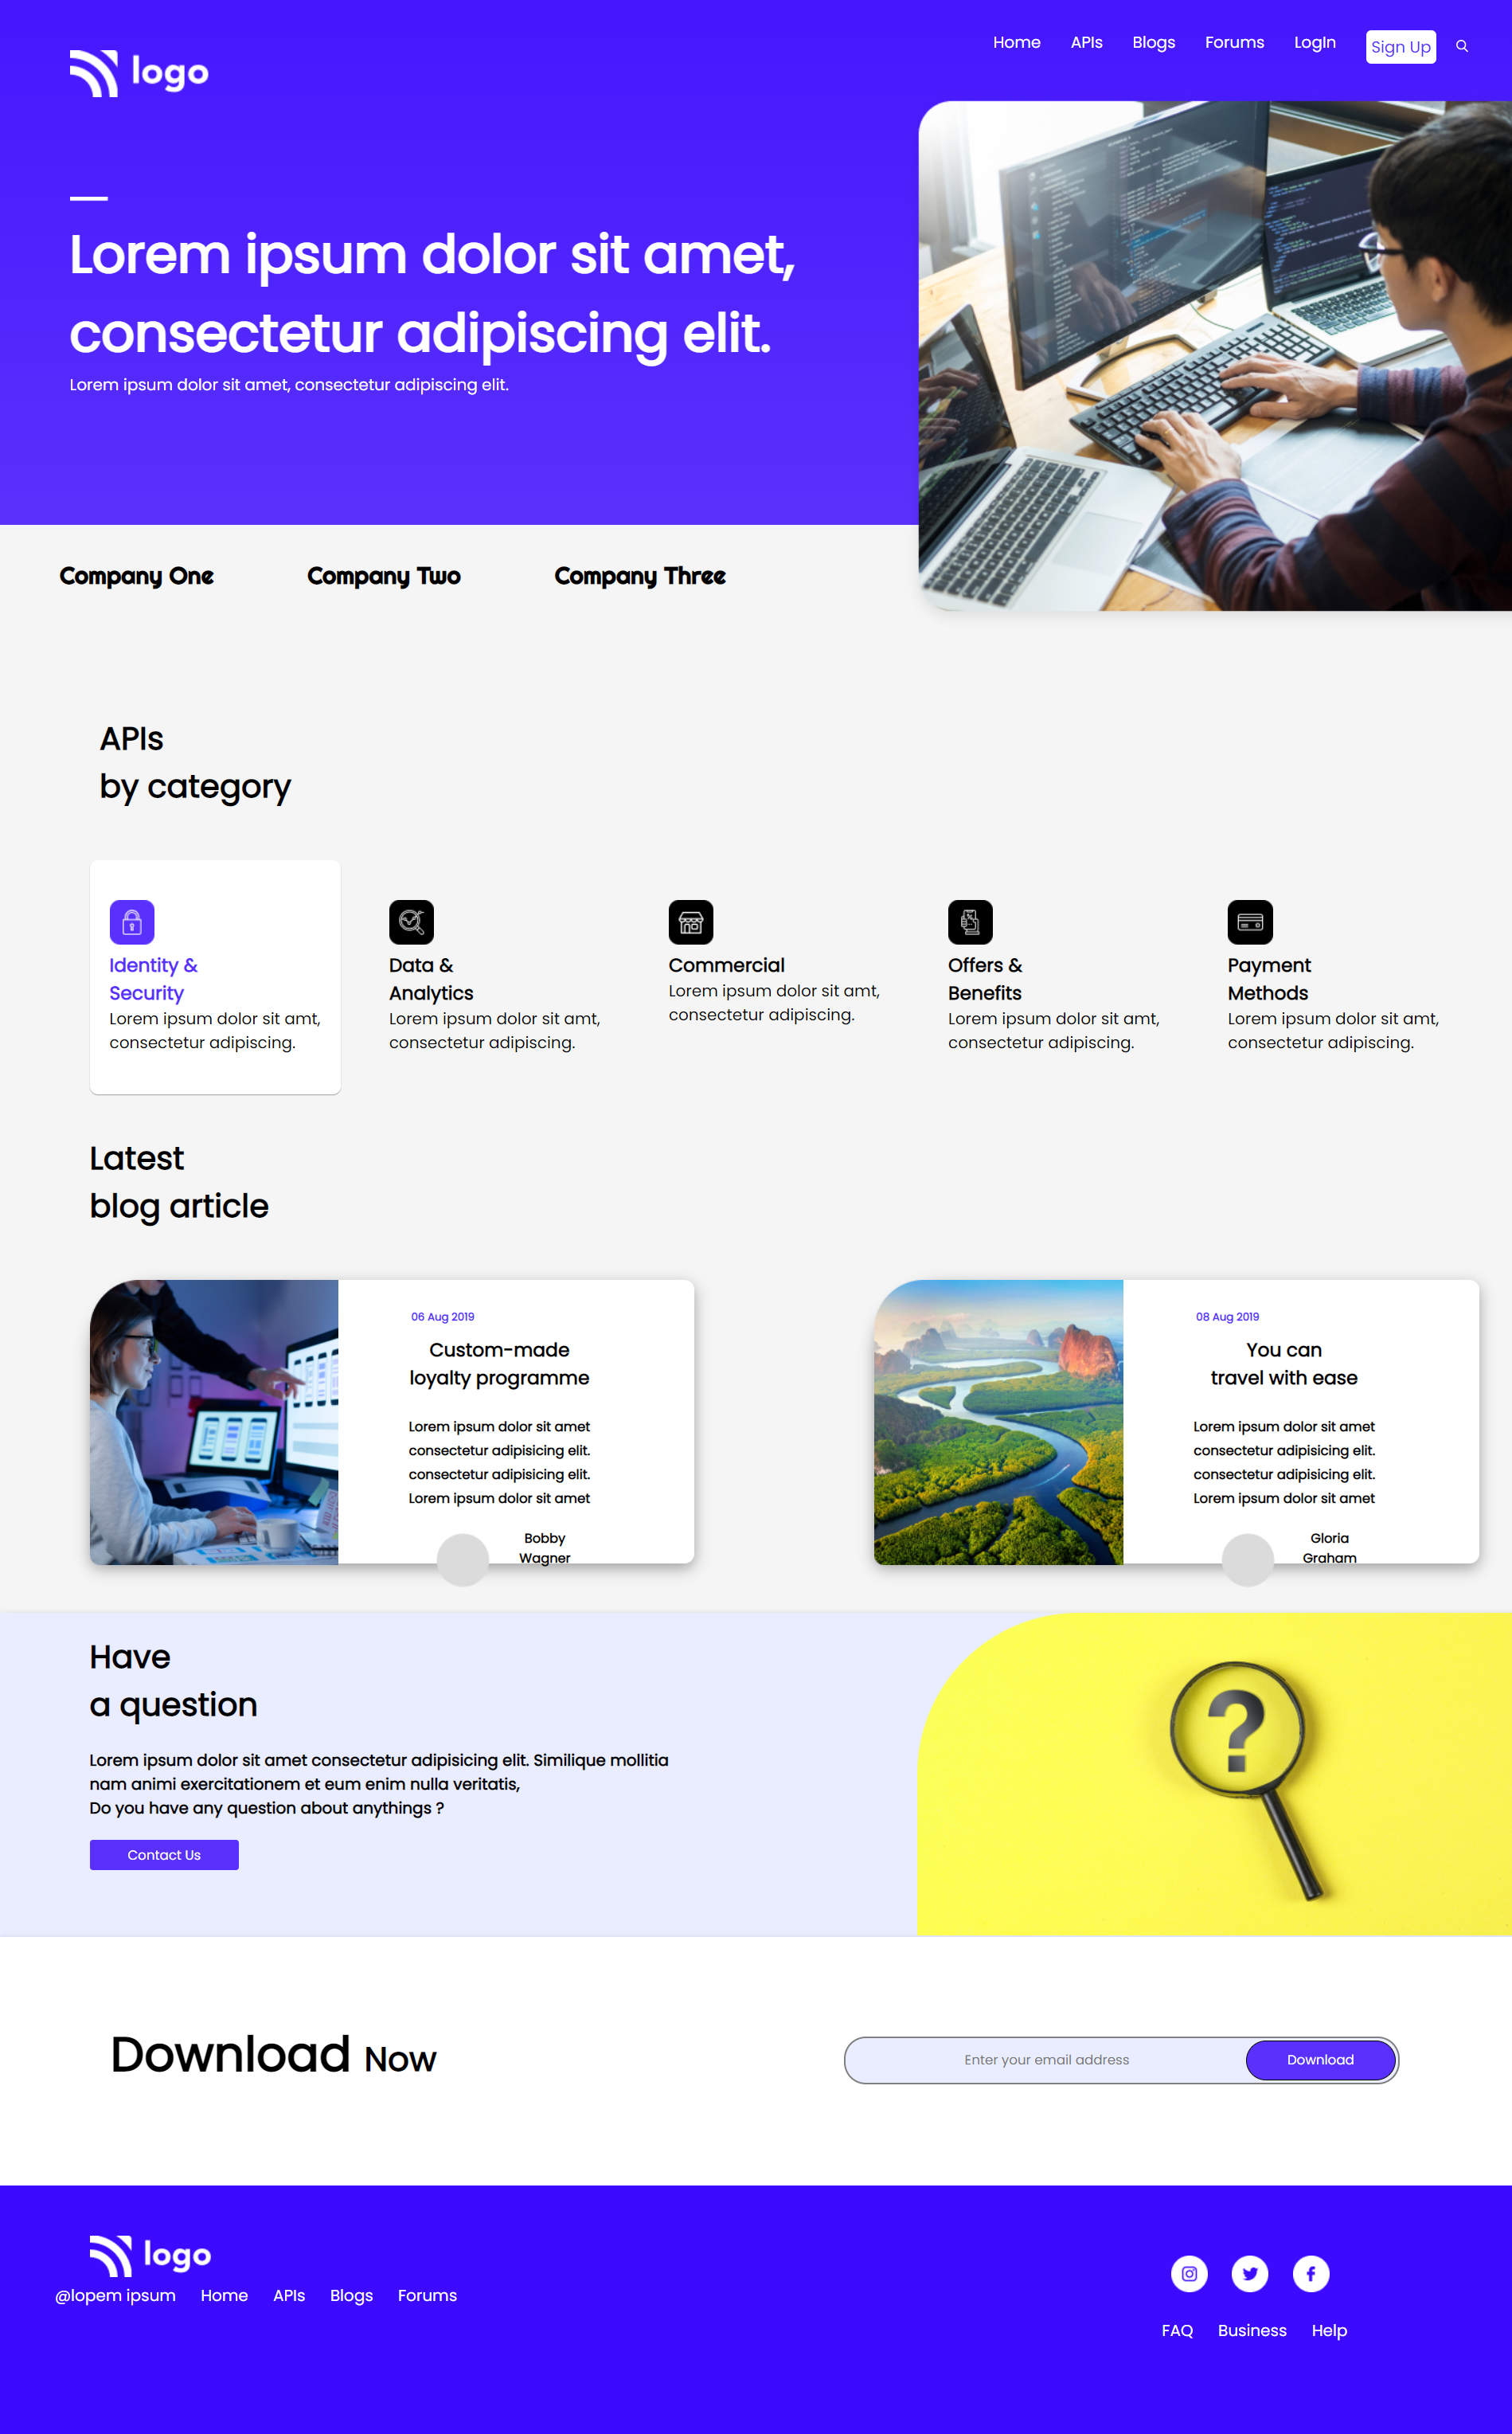 Home APIs Blogs Forums LogIn Sign Up
logo
Lorem ipsum dolor sit amet,
consectetur adipiscing elit.
Lorem ipsum dolor sit amet, consectetur adipiscing elit.
Company One Company Two Company Three
APIs
by category
Identity &
Security
Lorem ipsum dolor sit amt,
consectetur adipiscing.
Data &
Analytics
Lorem ipsum dolor sit amt,
consectetur adipiscing.
Commercial
Lorem ipsum dolor sit amt,
consectetur adipiscing.
Offers &
Benefits
Lorem ipsum dolor sit amt,
consectetur adipiscing.
Payment
Methods
Lorem ipsum dolor sit amt,
consectetur adipiscing.
Latest
blog article
06 Aug 2019
Custom-made
loyalty programme
Lorem ipsum dolor sit amet
consectetur adipisicing elit.
consectetur adipisicing elit.
Lorem ipsum dolor sit amet
Bobby
Wagner
08 Aug 2019
You can
travel with ease
Lorem ipsum dolor sit amet
consectetur adipisicing elit.
consectetur adipisicing elit.
Lorem ipsum dolor sit amet
Gloria
Graham
Have
a question
Lorem ipsum dolor sit amet consectetur adipisicing elit. Similique mollitia
nam animi exercitationem et eum enim nulla veritatis,
Do you have any question about anythings ?
Contact Us
?
Download Now
Enter your email address
Download
logo
@lopem ipsum Home APIs Blogs Forums
FAQ Business Help